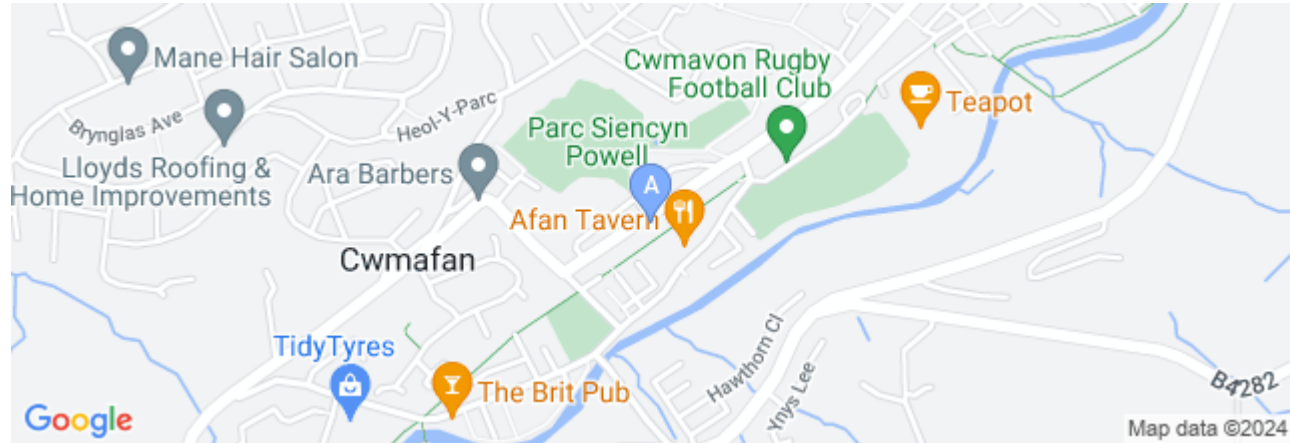 Mane Hair Salon
Cwmavon Rugby
Football Club
Teapot
Brynglas Ave
Heol-Y-Parc
Parc Siencyn
Powell
Lloyds Roofing &
Home Improvements
Ara Barbers
A
Afan Tavern
Cwmafan
TidyTyres
Hawthorn Cl
Ynys Lee
B4282
The Brit Pub
Google
Map data ©2024